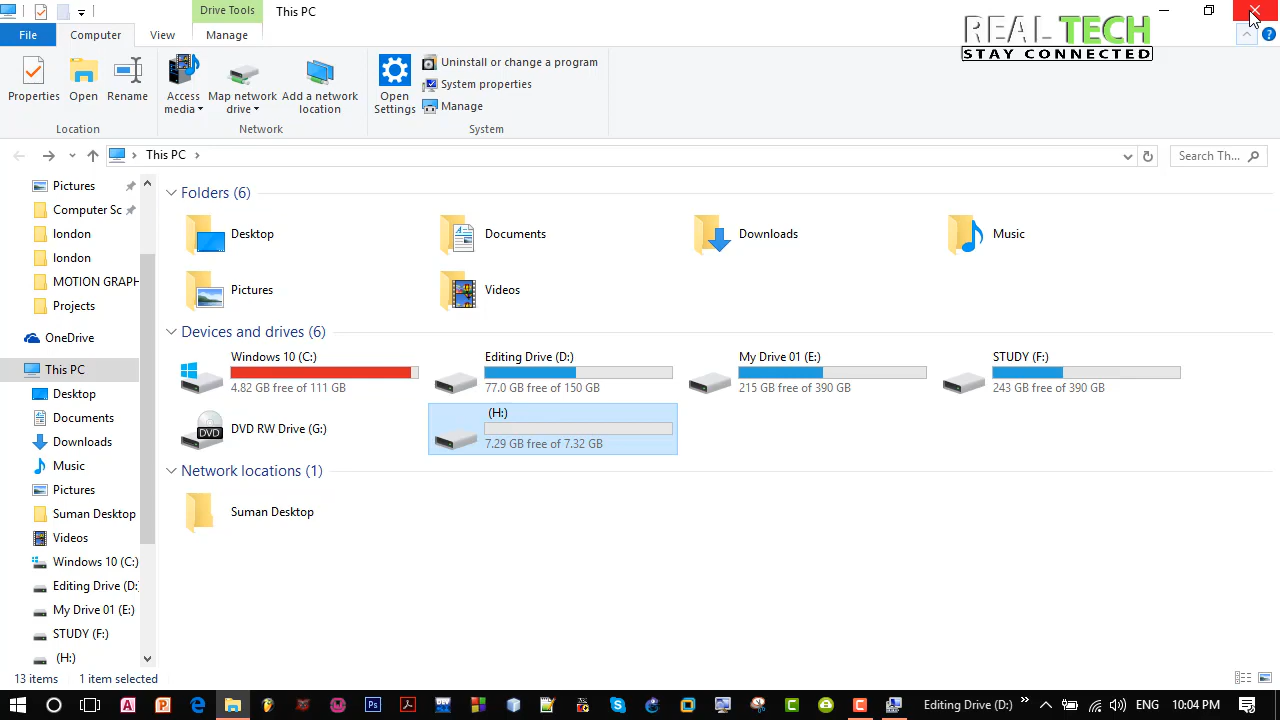 Drive Tools
This PC
File
Computer
View
Manage
REAL TECH
STAY CONNECTED
Properties
Open
Rename
Access media
Map network drive
Add a network location
Open Settings
Uninstall or change a program
System properties
Manage
Location
Network
System
This PC
Search Th...
Pictures
Computer Sc
london
london
MOTION GRAPH
Projects
OneDrive
This PC
Desktop
Documents
Downloads
Music
Pictures
Suman Desktop
Videos
Windows 10 (C:)
Editing Drive (D:
My Drive 01 (E:)
STUDY (F:)
(H:)
Folders (6)
Desktop
Documents
Downloads
Music
Pictures
Videos
Devices and drives (6)
Windows 10 (C:)
4.82 GB free of 111 GB
Editing Drive (D:)
77.0 GB free of 150 GB
My Drive 01 (E:)
215 GB free of 390 GB
STUDY (F:)
243 GB free of 390 GB
DVD RW Drive (G:)
DVD
(H:)
7.29 GB free of 7.32 GB
Network locations (1)
Suman Desktop
13 items
1 item selected
Editing Drive (D:)
ENG
10:04 PM